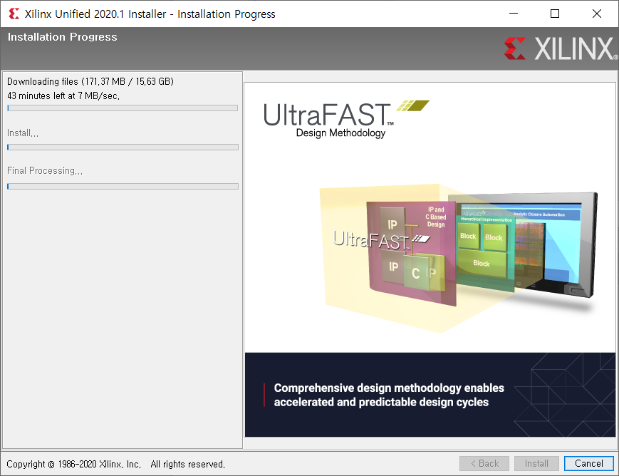 Xilinx Unified 2020.1 Installer - Installation Progress
Installation Progress
XILINX
Downloading files (171,37 MB / 15,63 GB)
43 minutes left at 7 MB/sec,
Install,,,
Final Processing,,,
UltraFAST™
Design Methodology
IP and
C Based
Design
IP
UltraFAST
IP
C
IP
Block
Block
Block
Comprehensive design methodology enables
accelerated and predictable design cycles
Copyright © 1986-2020 Xilinx, Inc. All rights reserved.
< Back
Install
Cancel